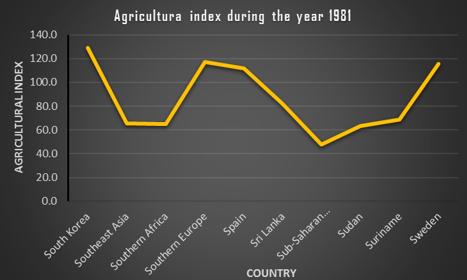 Agricultura index during the year 1981
140.0
120.0
100.0
80.0
60.0
40.0
20.0
0.0
AGRICULTURAL INDEX
South Korea
Southeast Asia
Southern Africa
Southern Europe
Spain
Sri Lanka
Sub-Saharan...
Sudan
Suriname
Sweden
COUNTRY